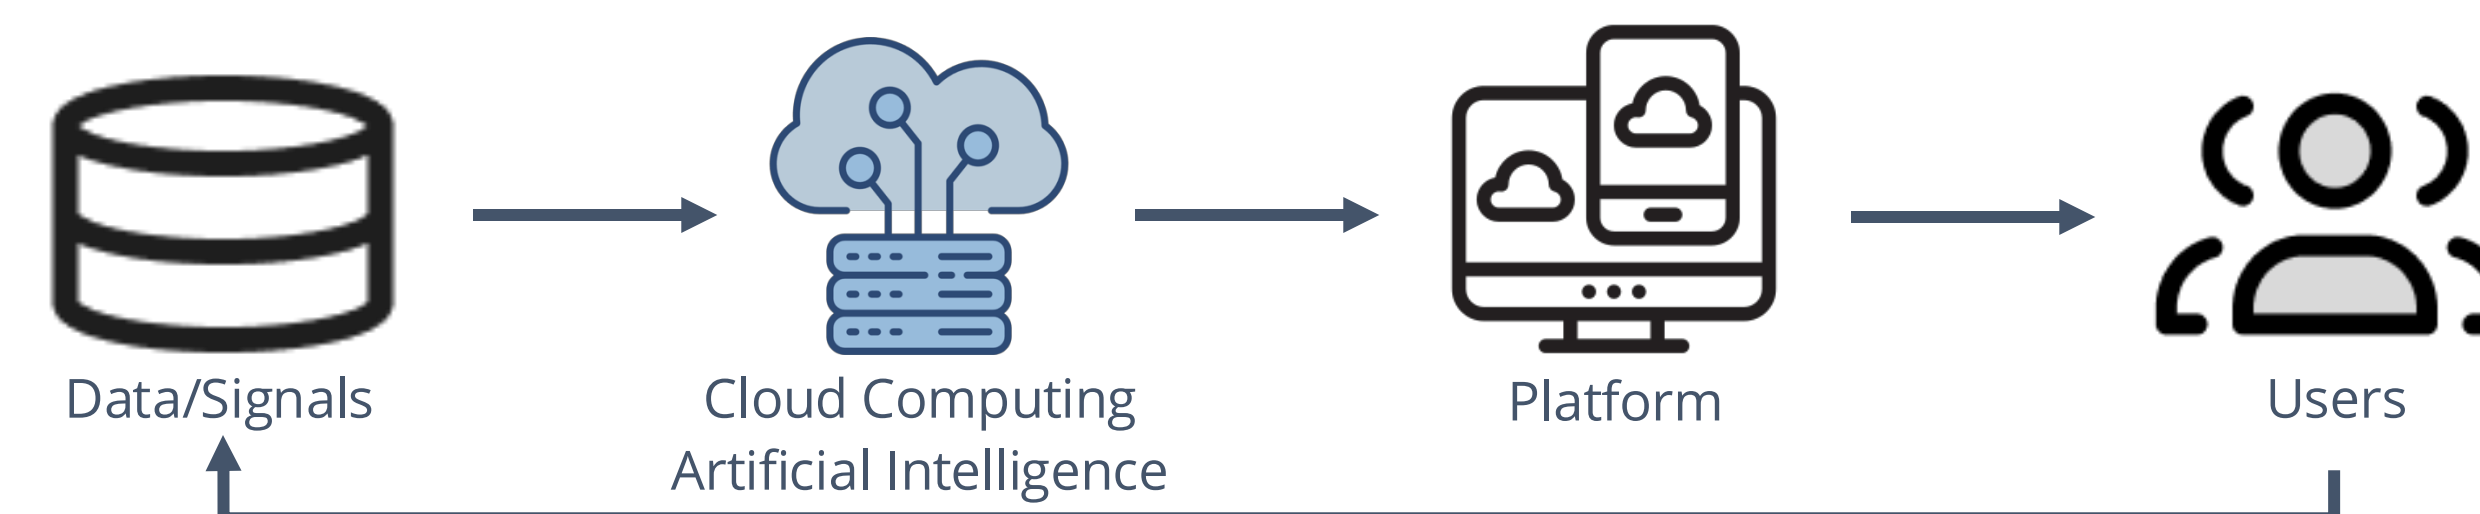 Data/Signals
Cloud Computing
Artificial Intelligence
Platform
Users